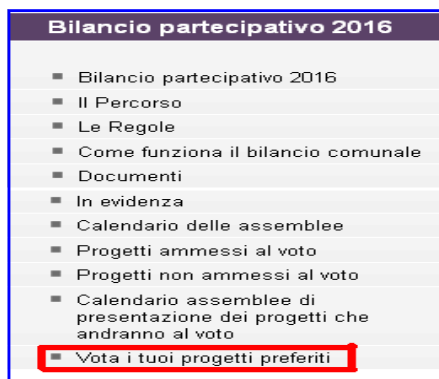 Bilancio partecipativo 2016
Bilancio partecipativo 2016
Il Percorso
Le Regole
Come funziona il bilancio comunale
Documenti
In evidenza
Calendario delle assemblee
Progetti ammessi al voto
Progetti non ammessi al voto
Calendario assemblee di
presentazione dei progetti che
andranno al voto
Vota i tuoi progetti preferiti